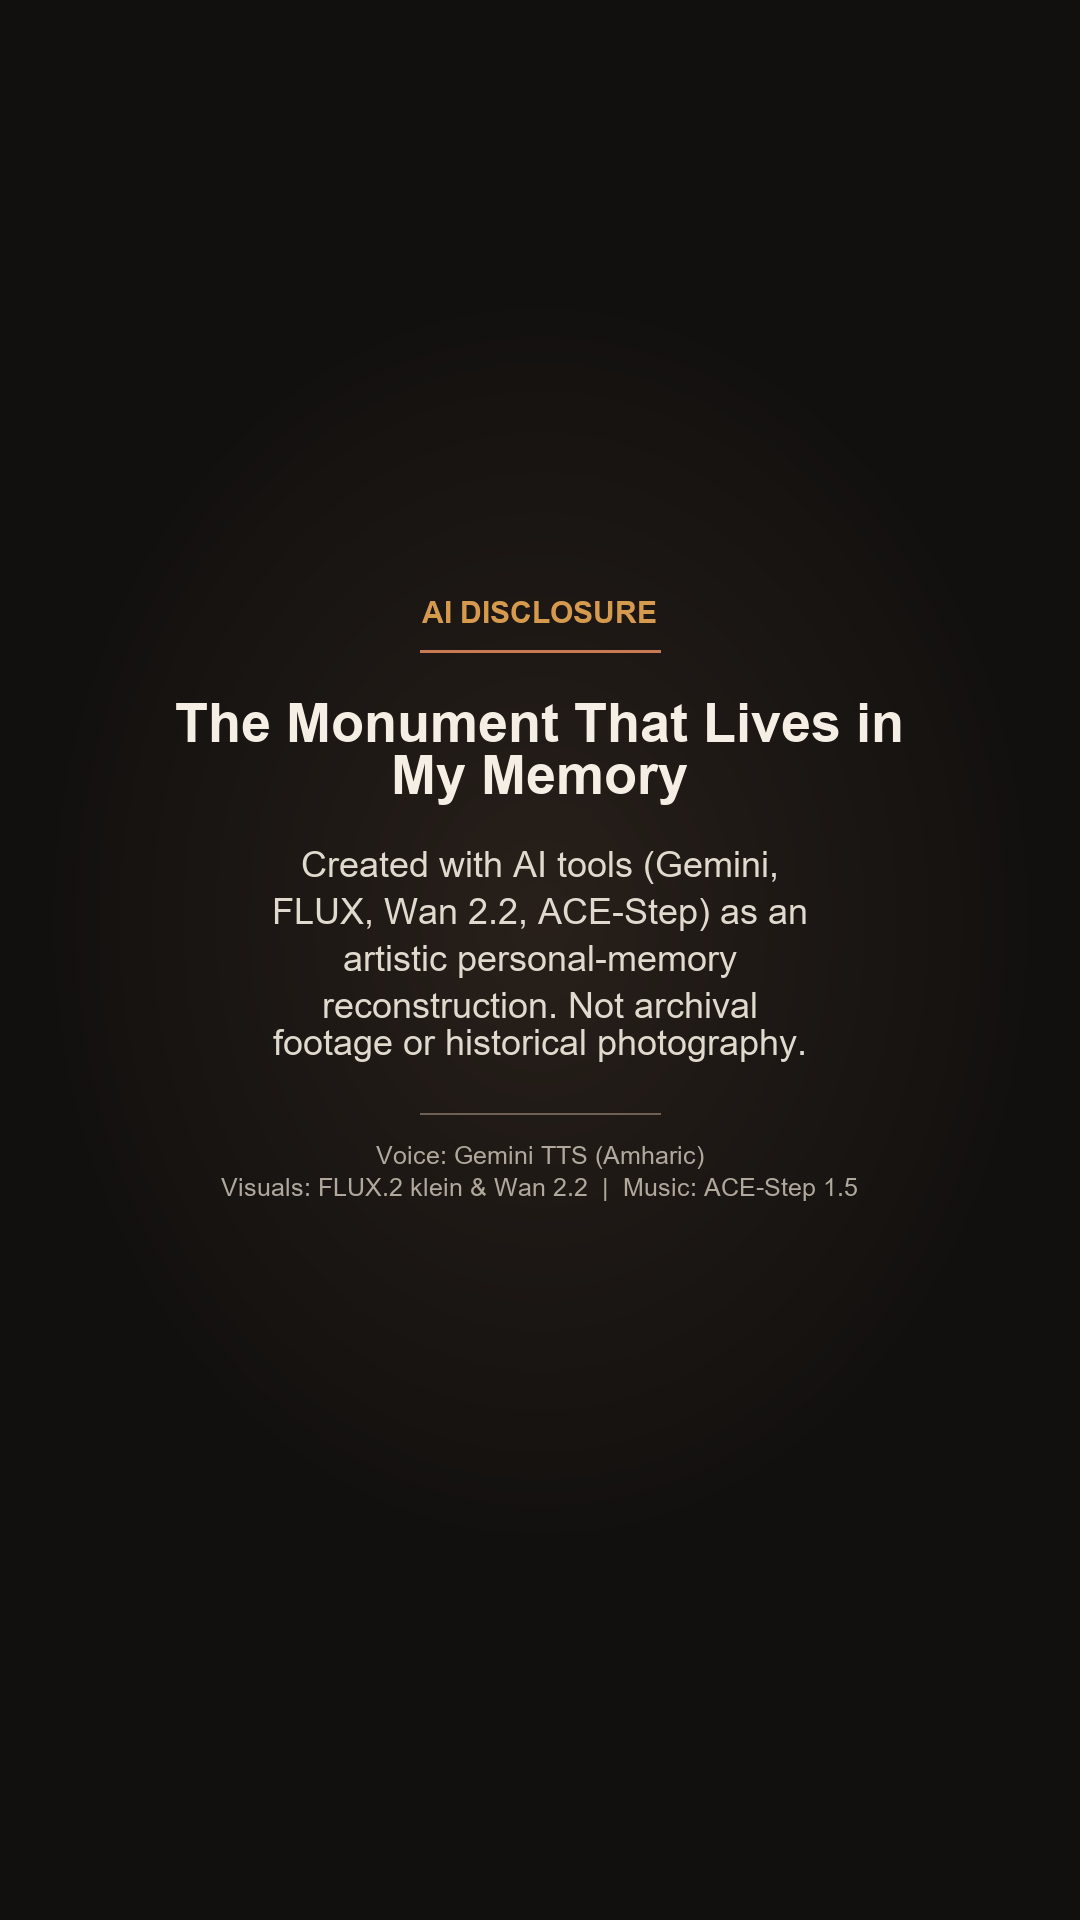 AI DISCLOSURE
The Monument That Lives in
My Memory
Created with AI tools (Gemini,
FLUX, Wan 2.2, ACE-Step) as an
artistic personal-memory
reconstruction. Not archival
footage or historical photography.
Voice: Gemini TTS (Amharic)
Visuals: FLUX.2 klein & Wan 2.2 | Music: ACE-Step 1.5